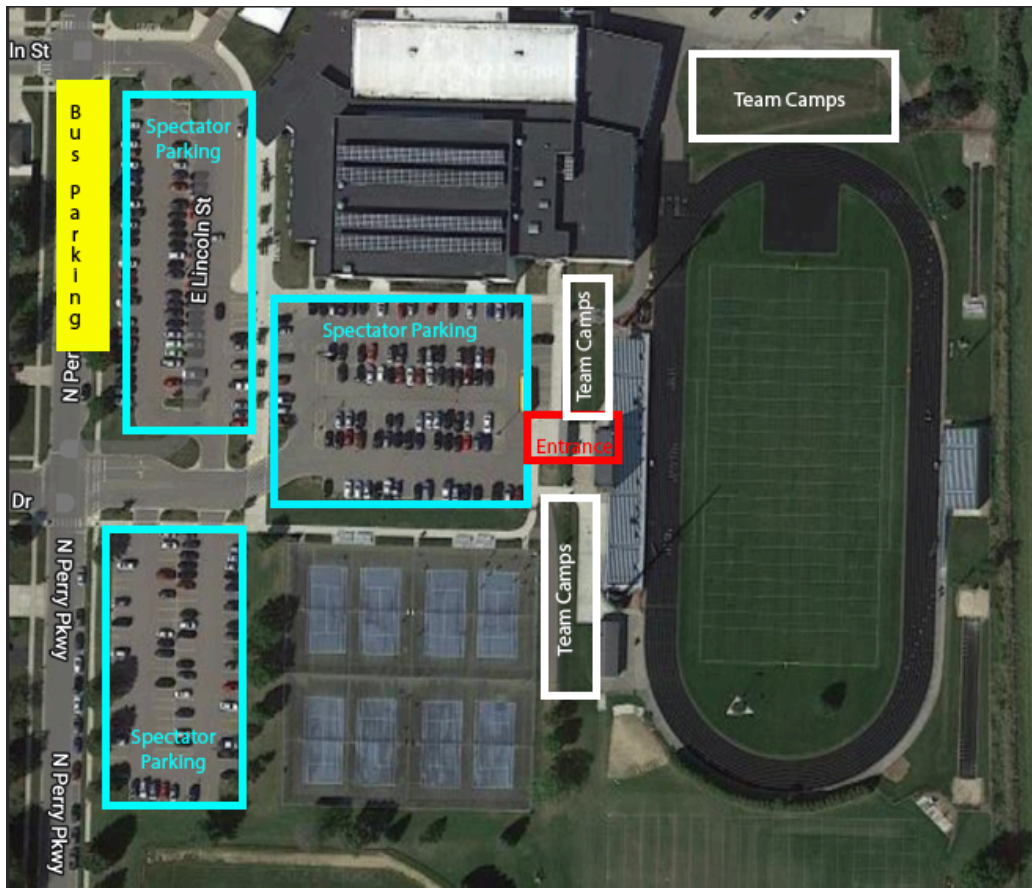 ln St
Bus Parking
Spectator
Parking
E Lincoln St
Team Camps
Spectator Parking
Team Camps
N Per
Entrance
Dr
Team Camps
N Perry Pkwy
Spectator
Parking
N Perry Pkwy